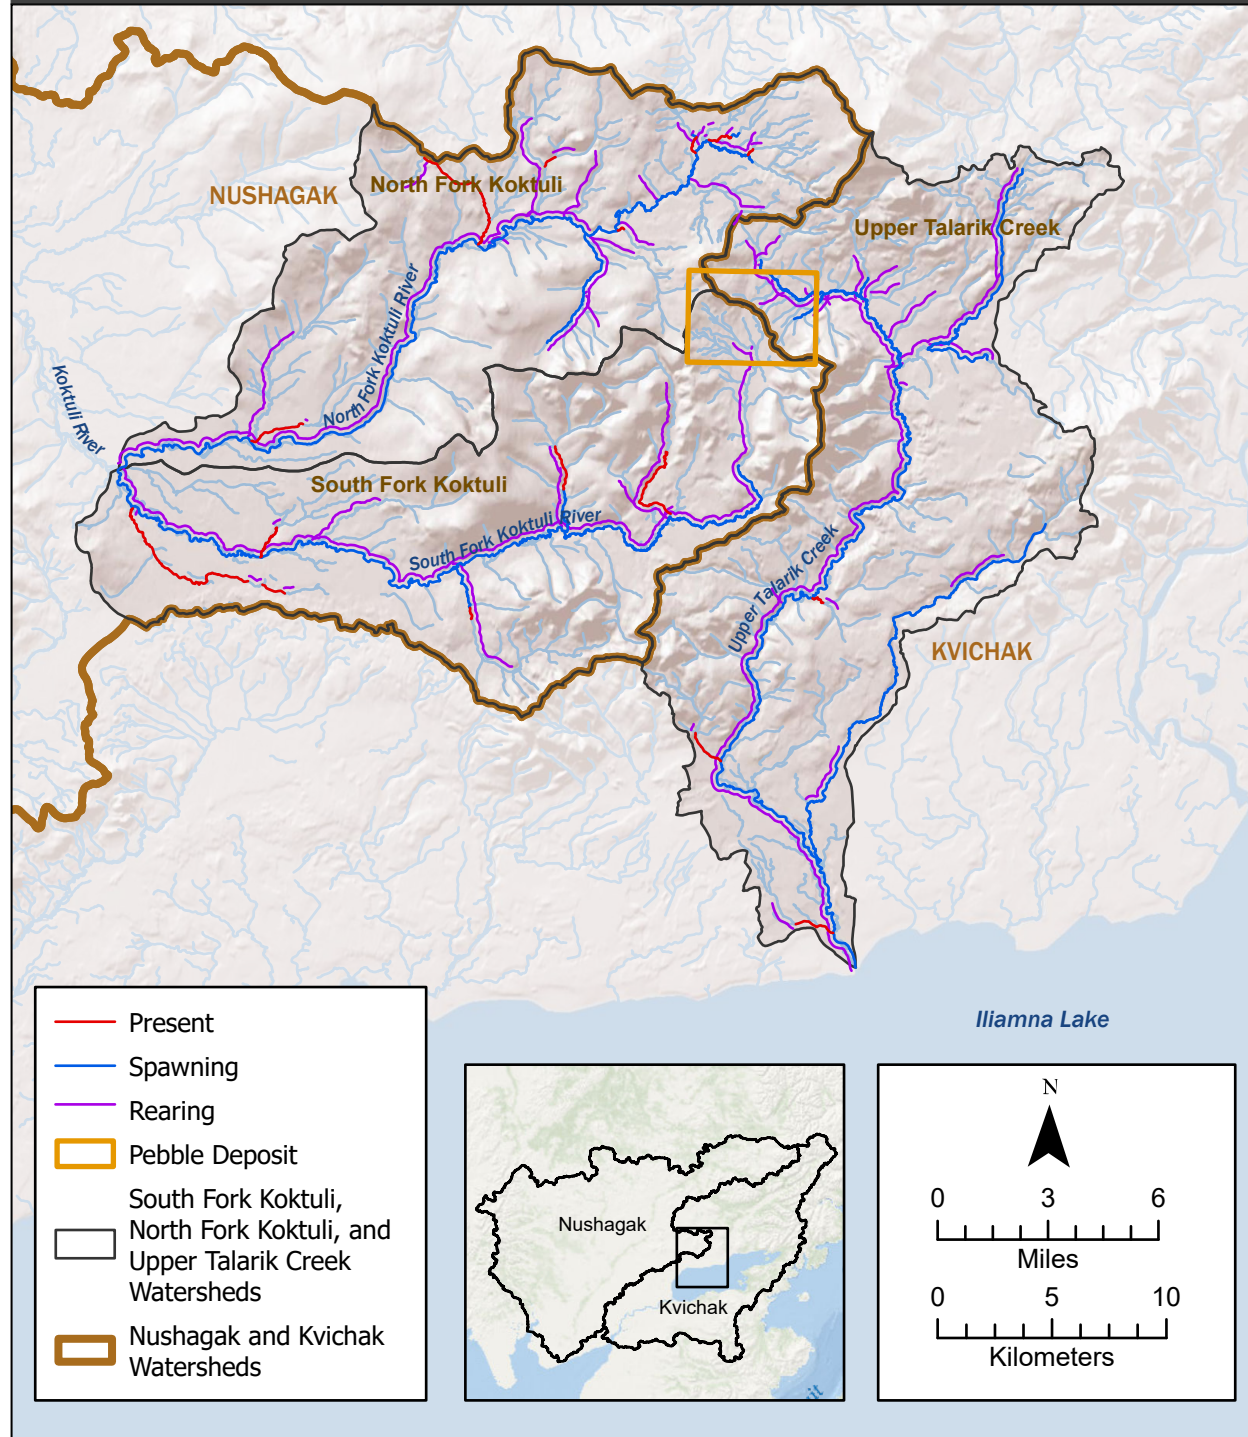 NUSHAGAK
North Fork Koktuli
Upper Talarik Creek
North Fork Koktuli River
Koktuli River
South Fork Koktuli
South Fork Koktuli River
Upper Talarik Creek
KVICHAK
Iliamna Lake
Present
Spawning
Rearing
Pebble Deposit
South Fork Koktuli,
North Fork Koktuli, and
Upper Talarik Creek
Watersheds
Nushagak and Kvichak
Watersheds
Nushagak
Kvichak
N
0 3 6
Miles
0 5 10
Kilometers